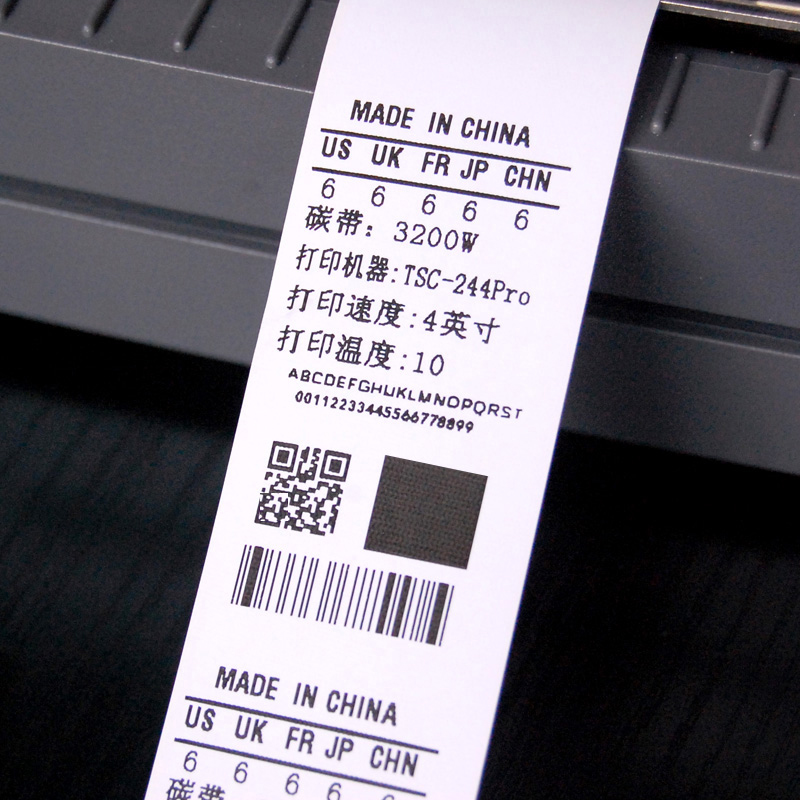 MADE IN CHINA
US UK FR JP CHN
6 6 6 6 6
碳带: 3200W
打印机器:TSC-244Pro
打印速度:4英寸
打印温度:10
ABCDEFGHIJKLMNOPQRST
00112233445566778899
MADE IN CHINA
US UK FR JP CHN
6 6 6 6 6
碳带